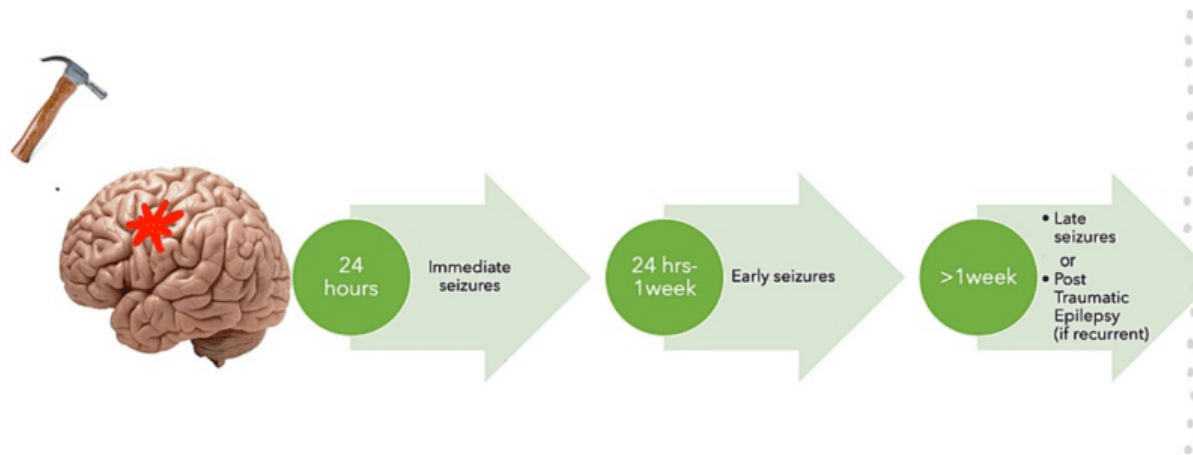 24
hours
Immediate
seizures
24 hrs-
1week
Early seizures
>1week
• Late
seizures
or
• Post
Traumatic
Epilepsy
(if recurrent)